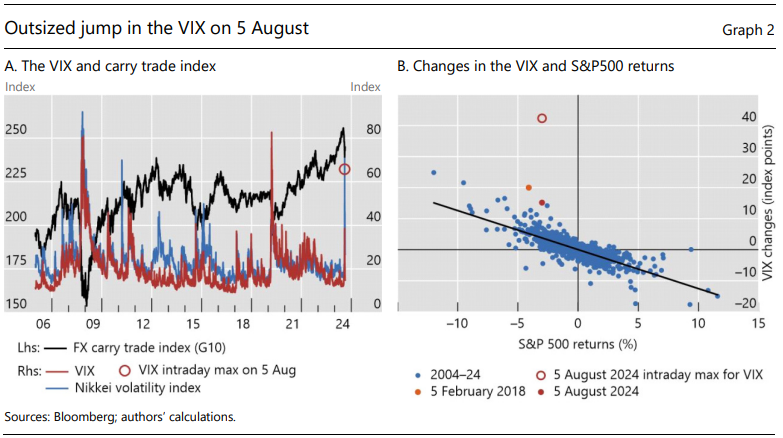 Outsized jump in the VIX on 5 August
Graph 2
A. The VIX and carry trade index
B. Changes in the VIX and S&P500 returns
Index
Index
250
225
200
175
150
80
60
40
20
0
06 09 12 15 18 21 24
40
30
20
10
0
−10
−20
VIX changes (index points)
−10 −5 0 5 10 15
S&P 500 returns (%)
Lhs: FX carry trade index (G10)
Rhs: VIX VIX intraday max on 5 Aug
Nikkei volatility index
2004–24 5 August 2024 intraday max for VIX
5 February 2018 5 August 2024
Sources: Bloomberg; authors’ calculations.